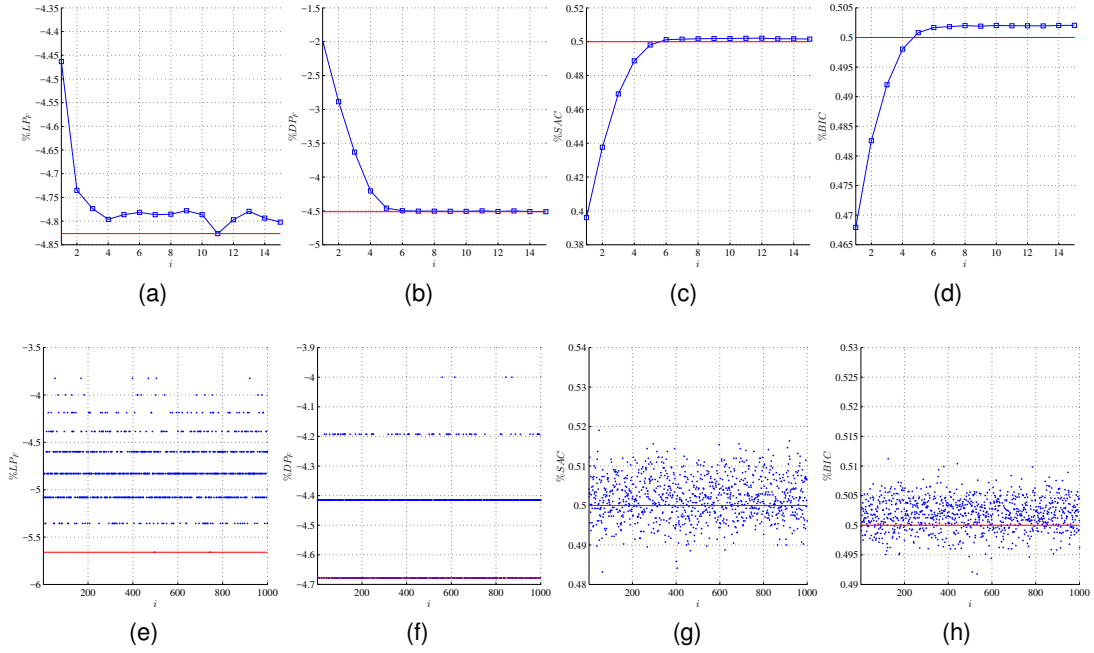 −4.4
−4.45
−4.5
−4.55
−4.6
−4.65
−4.7
−4.75
−4.8
−4.85
%LP_F
2 4 6 8 10 12 14
i
(a)
−1.5
−2
−2.5
−3
−3.5
−4
−4.5
−5
%DP_F
2 4 6 8 10 12 14
i
(b)
0.52
0.5
0.48
0.46
0.44
0.42
0.4
0.38
%SAC
2 4 6 8 10 12 14
i
(c)
0.505
0.5
0.495
0.49
0.485
0.48
0.475
0.47
0.465
%BIC
2 4 6 8 10 12 14
i
(d)
−3.5
−4
−4.5
−5
−5.5
−6
%LP_F
200 400 600 800 1000
i
(e)
−3.9
−4
−4.1
−4.2
−4.3
−4.4
−4.5
−4.6
−4.7
%DP_F
200 400 600 800 1000
i
(f)
0.54
0.53
0.52
0.51
0.5
0.49
0.48
%SAC
200 400 600 800 1000
i
(g)
0.53
0.525
0.52
0.515
0.51
0.505
0.5
0.495
0.49
%BIC
200 400 600 800 1000
i
(h)